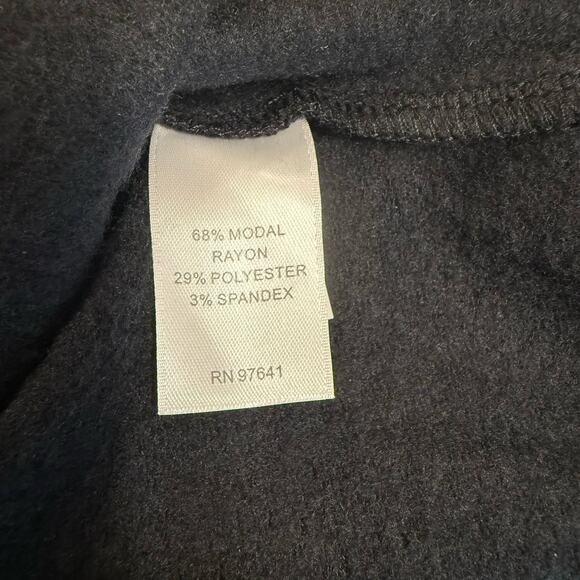 68% MODAL
RAYON
29% POLYESTER
3% SPANDEX
RN 97641